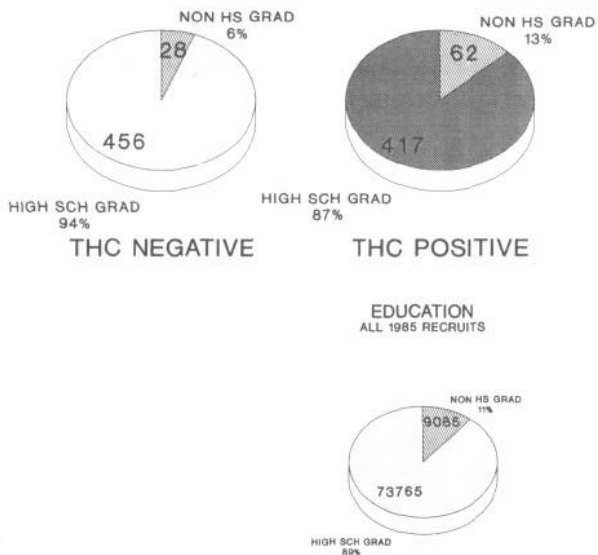 NON HS GRAD
6%
28
456
HIGH SCH GRAD
94%
THC NEGATIVE
NON HS GRAD
13%
62
417
HIGH SCH GRAD
87%
THC POSITIVE
EDUCATION
ALL 1985 RECRUITS
NON HS GRAD
11%
9085
73765
HIGH SCH GRAD
89%